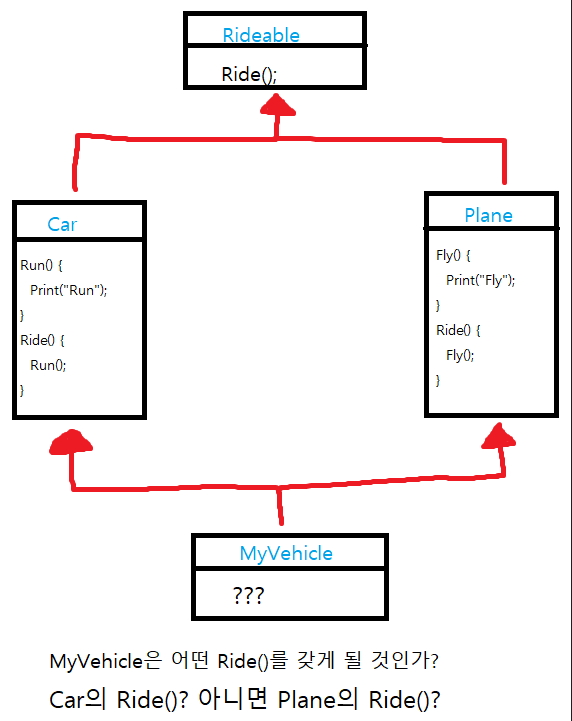 Rideable
Ride();
Car
Run() {
Print("Run");
}
Ride() {
Run();
}
Plane
Fly() {
Print("Fly");
}
Ride() {
Fly();
}
MyVehicle
???
MyVehicle은 어떤 Ride()를 갖게 될 것인가?
Car의 Ride()? 아니면 Plane의 Ride()?